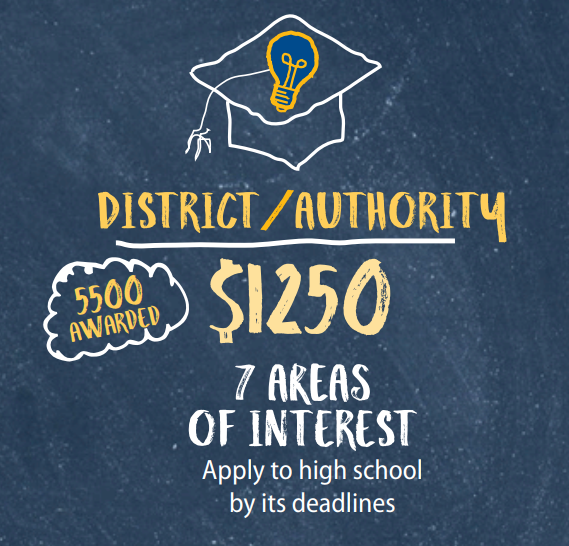 DISTRICT/AUTHORITY
5500
AWARDED
$1250
7 AREAS
OF INTEREST
Apply to high school
by its deadlines